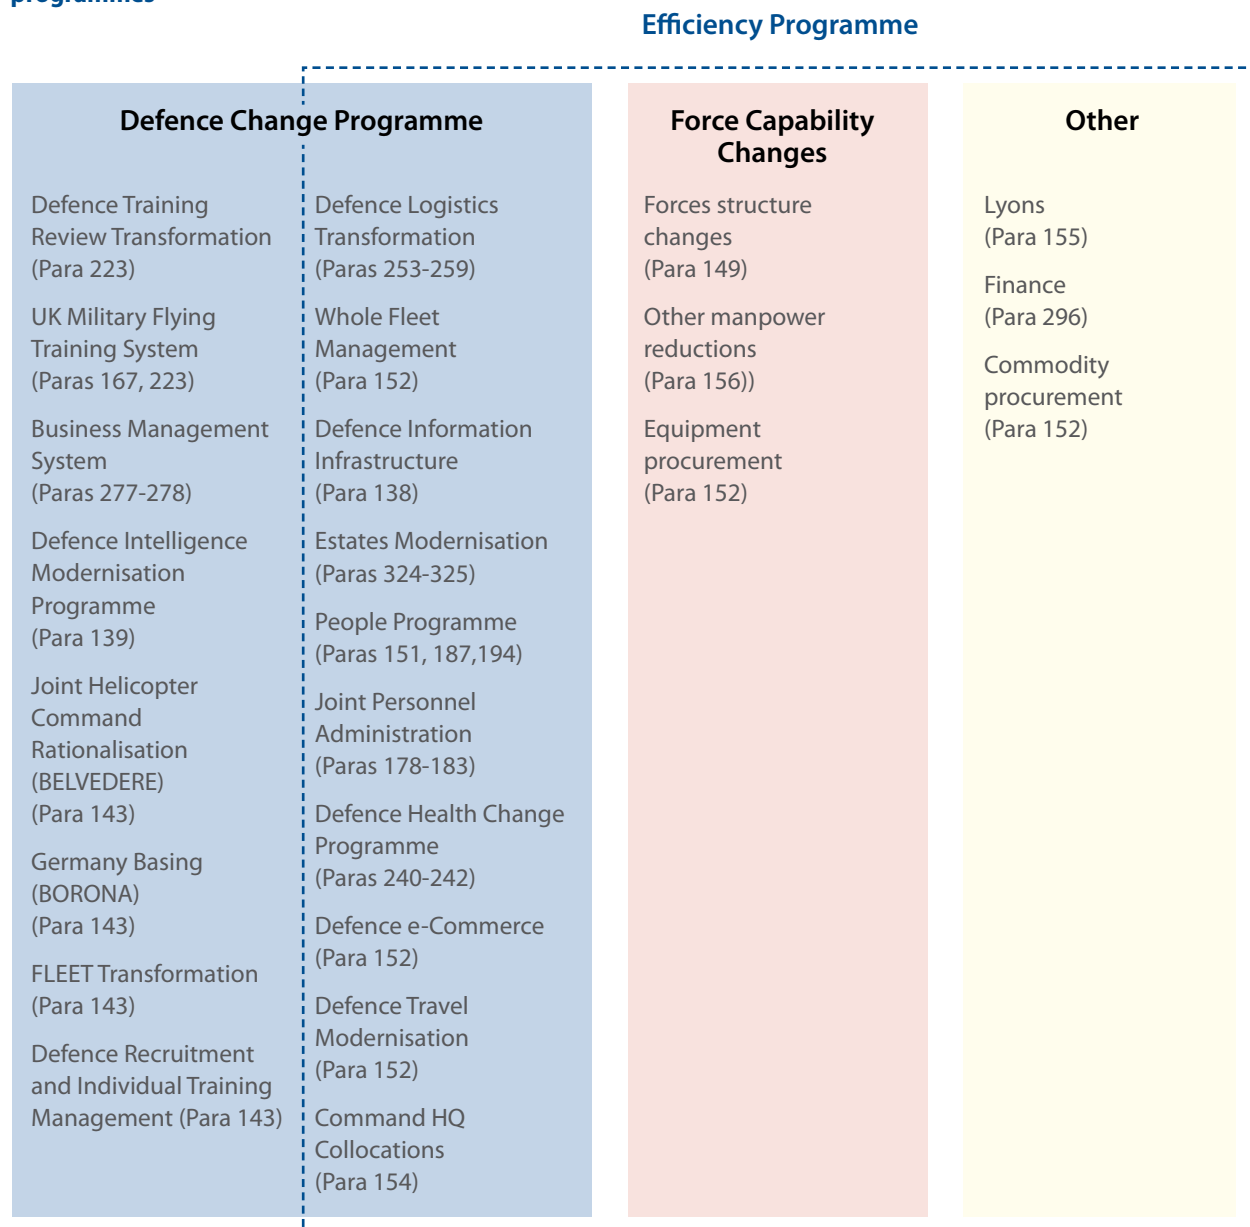 programmes
Efficiency Programme
Defence Change Programme
Defence Training
Review Transformation
(Para 223)
UK Military Flying
Training System
(Paras 167, 223)
Business Management
System
(Paras 277-278)
Defence Intelligence
Modernisation
Programme
(Para 139)
Joint Helicopter
Command
Rationalisation
(BELVEDERE)
(Para 143)
Germany Basing
(BORONA)
(Para 143)
FLEET Transformation
(Para 143)
Defence Recruitment
and Individual Training
Management (Para 143)
Defence Logistics
Transformation
(Paras 253-259)
Whole Fleet
Management
(Para 152)
Defence Information
Infrastructure
(Para 138)
Estates Modernisation
(Paras 324-325)
People Programme
(Paras 151, 187,194)
Joint Personnel
Administration
(Paras 178-183)
Defence Health Change
Programme
(Paras 240-242)
Defence e-Commerce
(Para 152)
Defence Travel
Modernisation
(Para 152)
Command HQ
Collocations
(Para 154)
Force Capability
Changes
Forces structure
changes
(Para 149)
Other manpower
reductions
(Para 156))
Equipment
procurement
(Para 152)
Other
Lyons
(Para 155)
Finance
(Para 296)
Commodity
procurement
(Para 152)